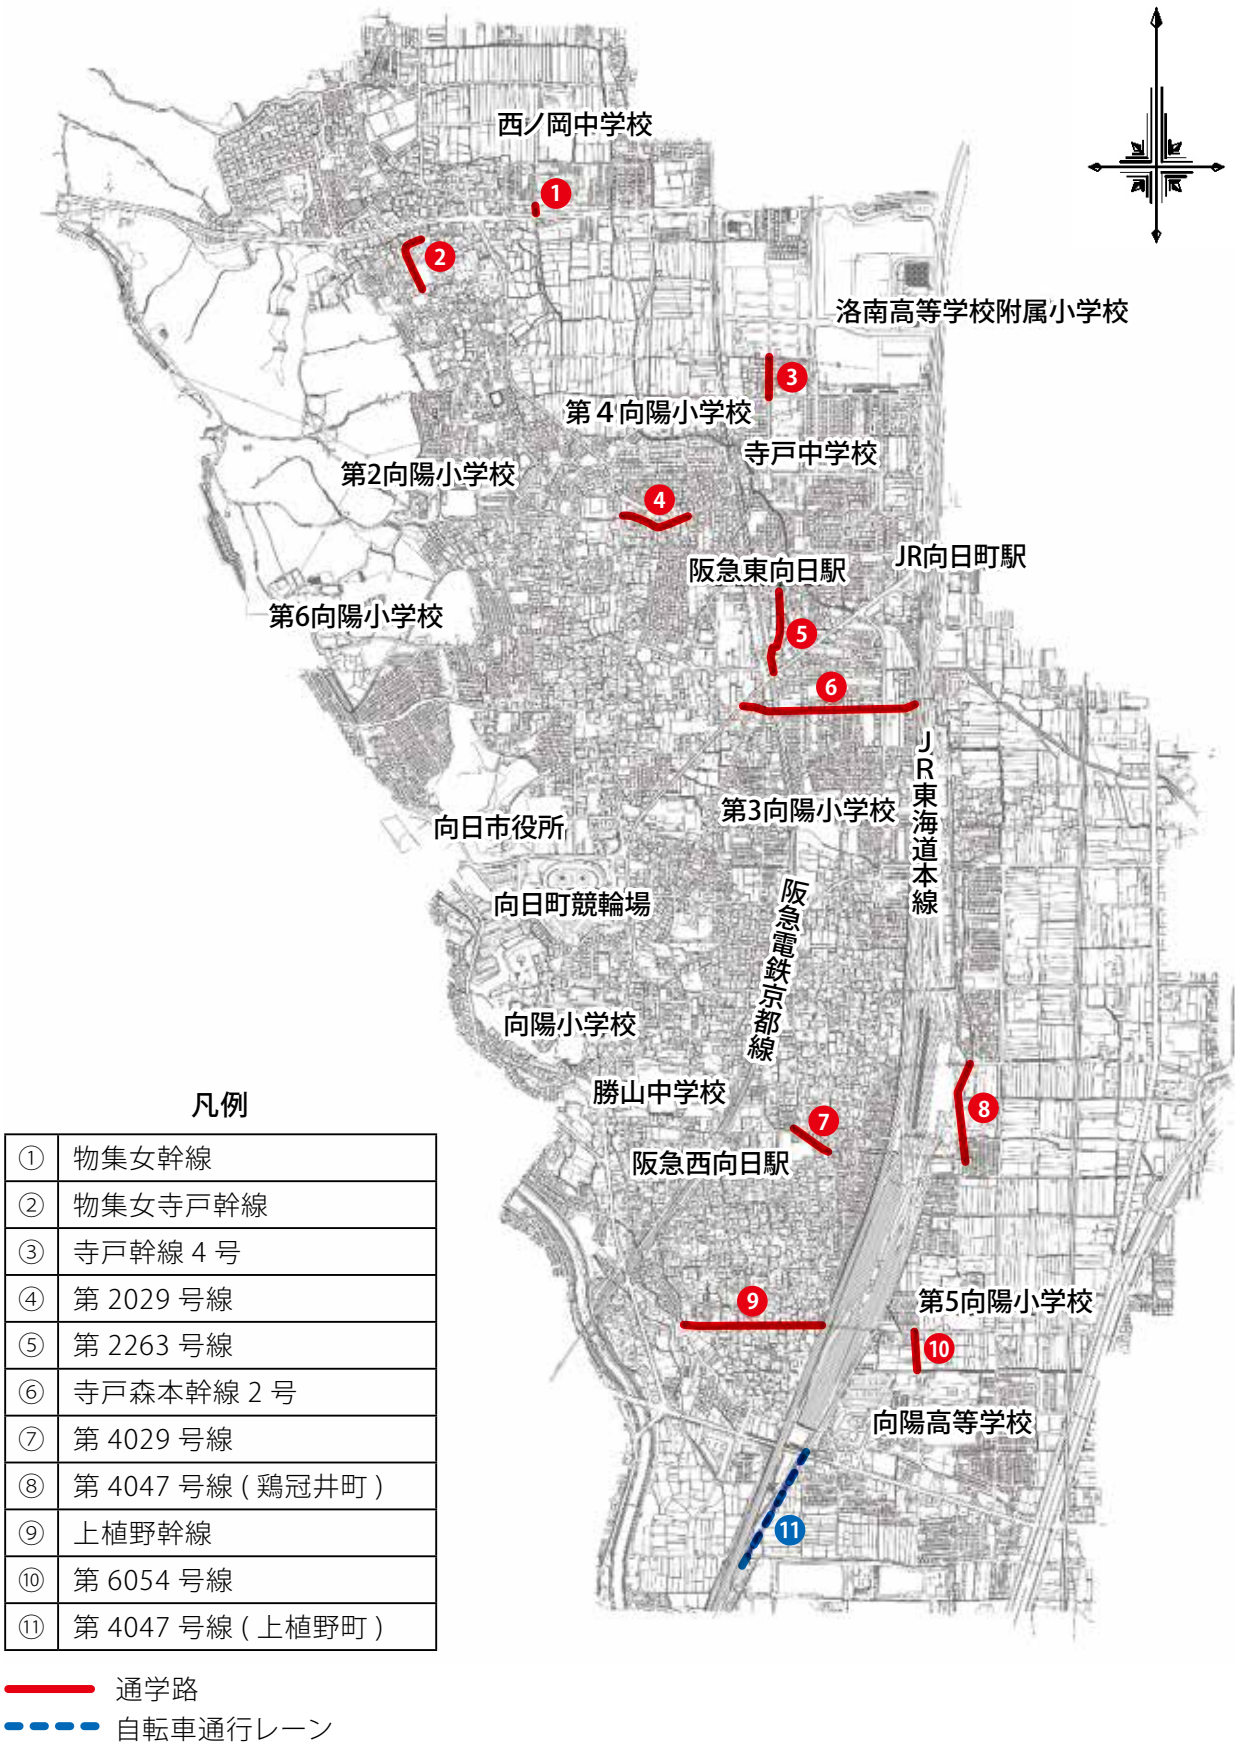 西ノ岡中学校
1
2
洛南高等学校附属小学校
3
第４向陽小学校
寺戸中学校
第2向陽小学校
4
JR向日町駅
阪急東向日駅
第6向陽小学校
5
6
JR東海道本線
第3向陽小学校
向日市役所
向日町競輪場
阪急電鉄京都線
向陽小学校
勝山中学校
7
8
阪急西向日駅
9
第5向陽小学校
10
向陽高等学校
11
凡例
① 物集女幹線
② 物集女寺戸幹線
③ 寺戸幹線 4 号
④ 第 2029 号線
⑤ 第 2263 号線
⑥ 寺戸森本幹線 2 号
⑦ 第 4029 号線
⑧ 第 4047 号線 ( 鶏冠井町 )
⑨ 上植野幹線
⑩ 第 6054 号線
⑪ 第 4047 号線 ( 上植野町 )
通学路
自転車通行レーン